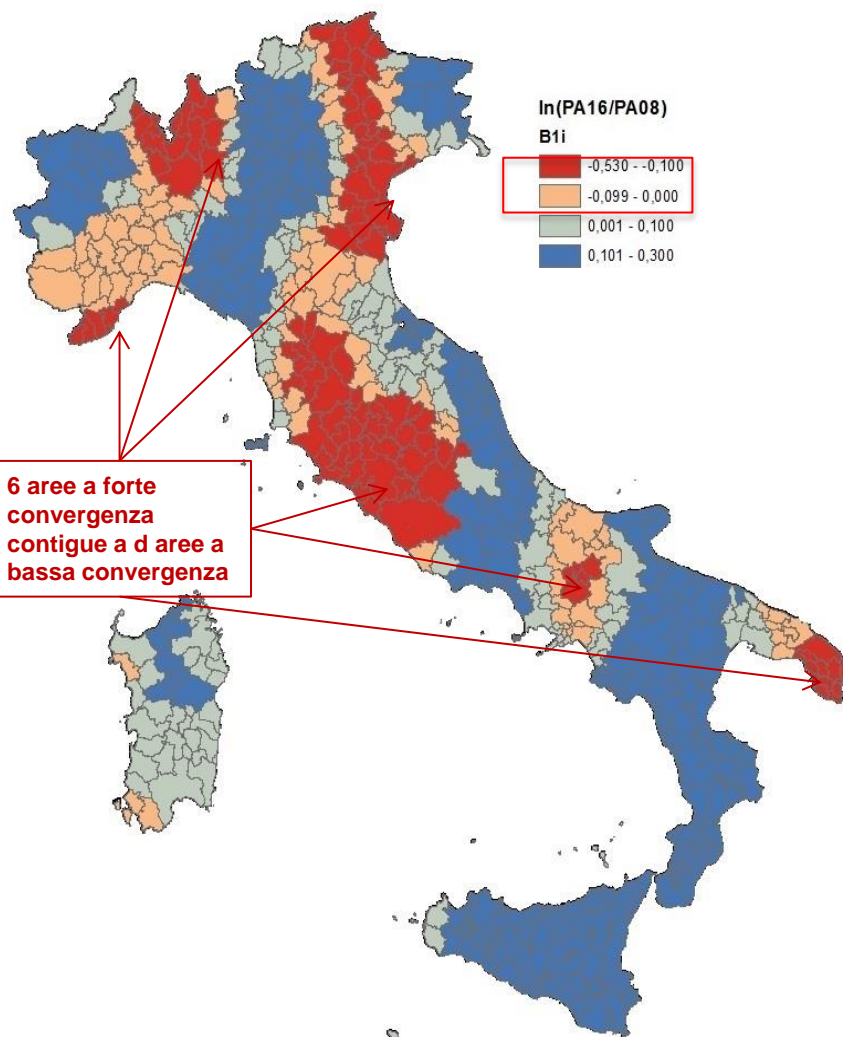 ln(PA16/PA08)
B1i
-0,530 - -0,100
-0,099 - 0,000
0,001 - 0,100
0,101 - 0,300
6 aree a forte
convergenza
contigue a d aree a
bassa convergenza